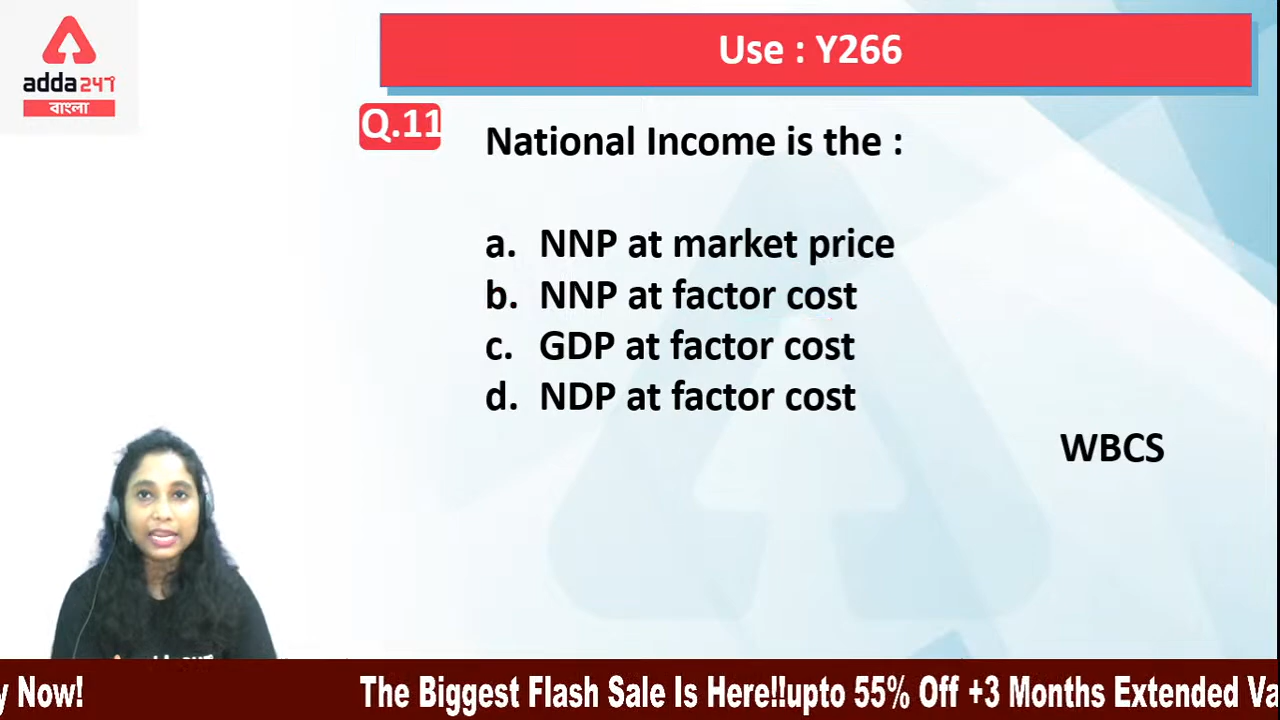 adda247
বাংলা
Use : Y266
Q.11
National Income is the :
a. NNP at market price
b. NNP at factor cost
c. GDP at factor cost
d. NDP at factor cost
WBCS
y Now! The Biggest Flash Sale Is Here!!upto 55% Off +3 Months Extended Va